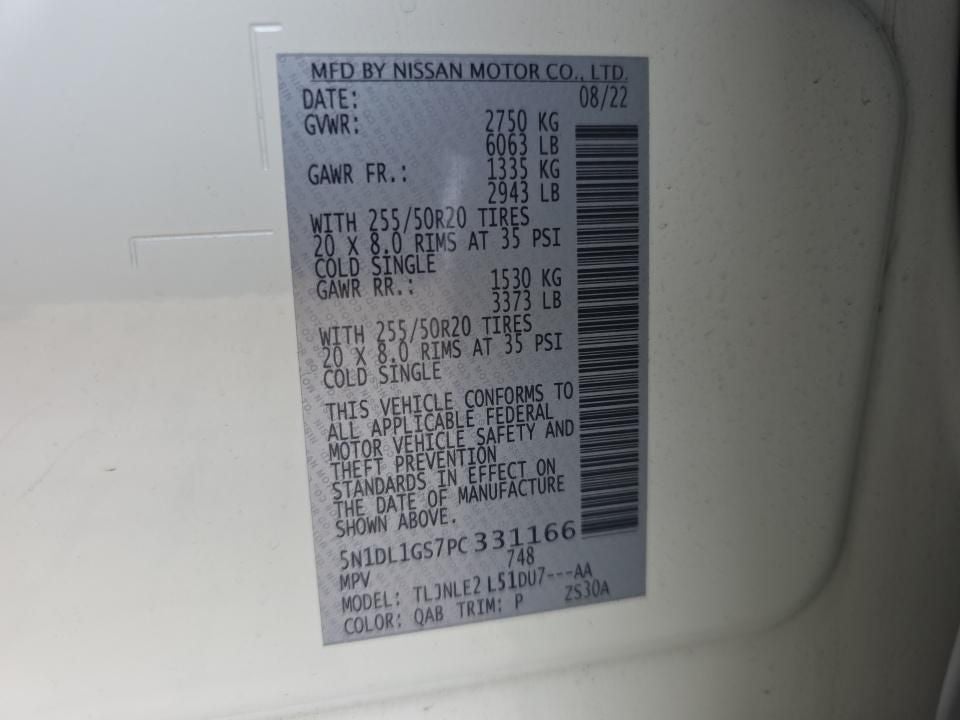 MFD BY NISSAN MOTOR CO., LTD.
DATE: 08/22
GVWR: 2750 KG
6063 LB
GAWR FR.: 1335 KG
2943 LB
WITH 255/50R20 TIRES
20 X 8.0 RIMS AT 35 PSI
COLD SINGLE
GAWR RR.: 1530 KG
3373 LB
WITH 255/50R20 TIRES
20 X 8.0 RIMS AT 35 PSI
COLD SINGLE
THIS VEHICLE CONFORMS TO
ALL APPLICABLE FEDERAL
MOTOR VEHICLE SAFETY AND
THEFT PREVENTION
STANDARDS IN EFFECT ON
THE DATE OF MANUFACTURE
SHOWN ABOVE.
5N1DL1GS7PC331166
MPV 748
MODEL: TLJNLE2 L51DU7---AA
COLOR: QAB TRIM: P ZS30A